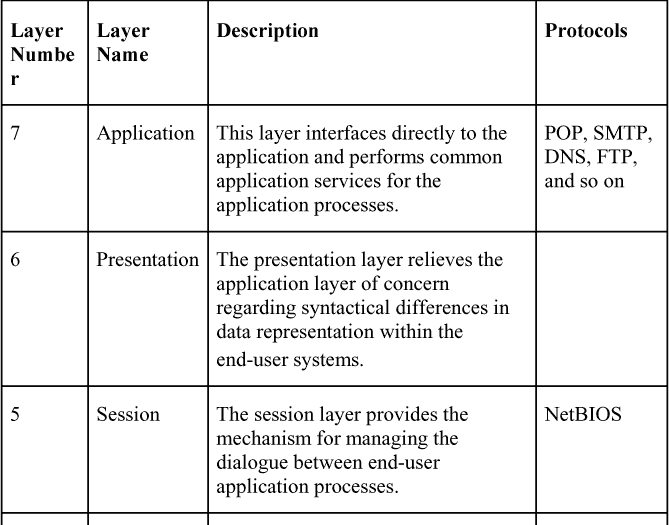 Layer Numbe r
Layer Name
Description
Protocols
7
Application
This layer interfaces directly to the
application and performs common
application services for the
application processes.
POP, SMTP,
DNS, FTP,
and so on
6
Presentation
The presentation layer relieves the
application layer of concern
regarding syntactical differences in
data representation within the
end-user systems.
5
Session
The session layer provides the
mechanism for managing the
dialogue between end-user
application processes.
NetBIOS